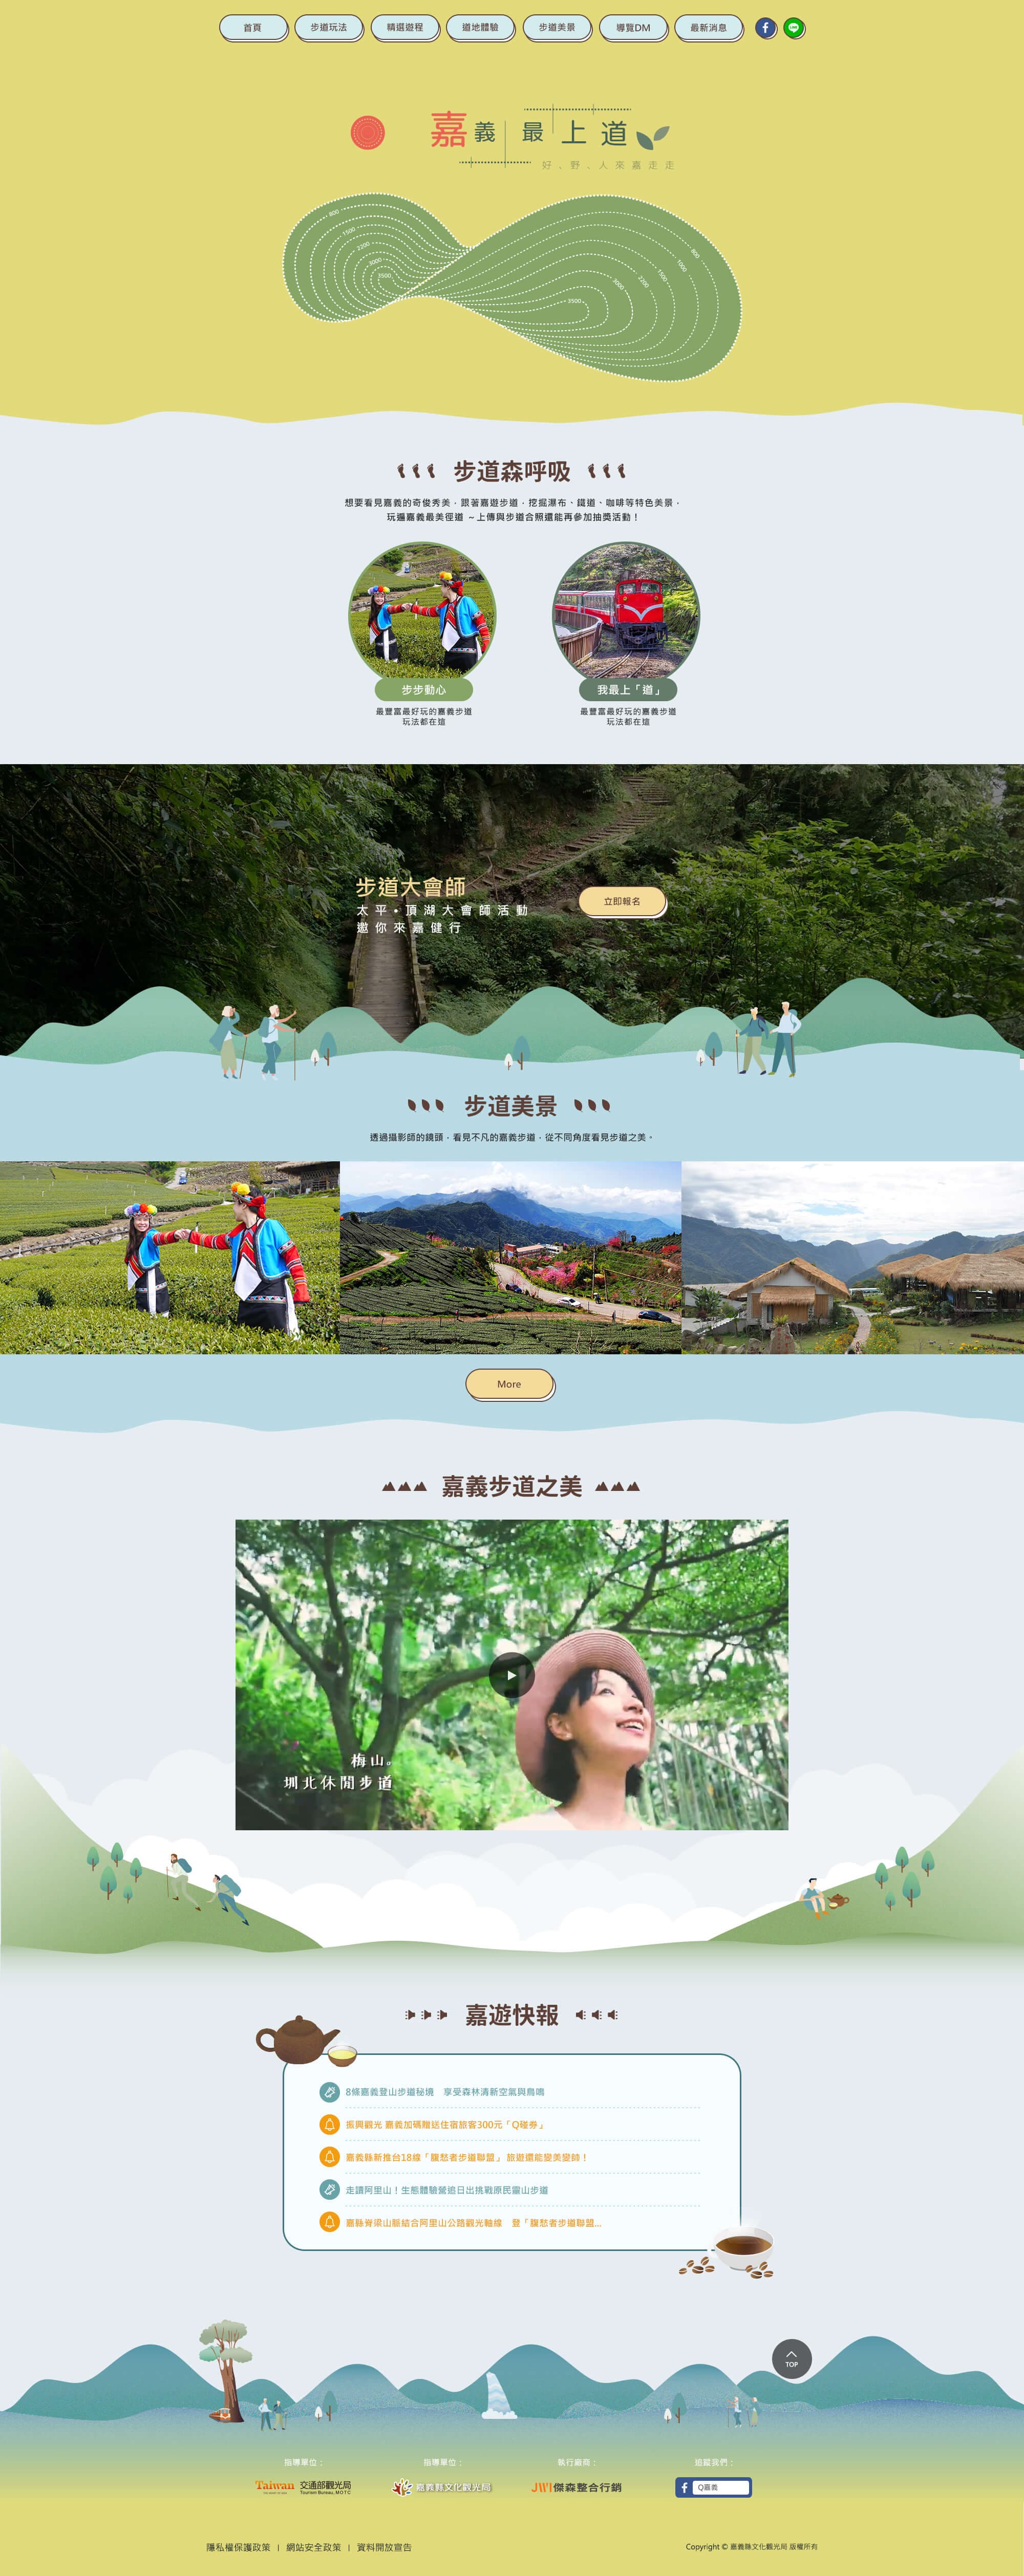 首頁
步道玩法
精選遊程
道地體驗
步道美景
導覽DM
最新消息
LINE
嘉義 最上道
好、野、人來嘉走走
800
1500
2200
3000
3500
800
1000
1500
2200
3000
3500
步道森呼吸
想要看見嘉義的奇俊秀美，跟著嘉遊步道，挖掘瀑布、鐵道、咖啡等特色美景，
玩遍嘉義最美徑道 ~上傳與步道合照還能再參加抽獎活動！
步步動心
我最上「道」
最豐富最好玩的嘉義步道
玩法都在這
最豐富最好玩的嘉義步道
玩法都在這
步道大會師
太平•頂湖大會師活動
邀你來嘉健行
立即報名
步道美景
透過攝影師的鏡頭，看見不凡的嘉義步道，從不同角度看見步道之美。
More
嘉義步道之美
梅山。
圳北休閒步道
嘉遊快報
8條嘉義登山步道秘境 享受森林清新空氣與鳥鳴
振興觀光 嘉義加碼贈送住宿旅客300元「Q碰券」
嘉義縣新推台18線「騷愁者步道聯盟」 旅遊還能變美變帥！
走讀阿里山！生態體驗營追日出挑戰原民靈山步道
嘉縣脊梁山脈結合阿里山公路觀光軸線 登「騷愁者步道聯盟...
TOP
指導單位：
指導單位：
執行廠商：
追蹤我們：
Taiwan
交通部觀光局
Tourism Bureau, MOTC
嘉義縣文化觀光局
JWI傑森整合行銷
Q嘉義
隱私權保護政策 | 網站安全政策 | 資料開放宣告
Copyright © 嘉義縣文化觀光局 版權所有